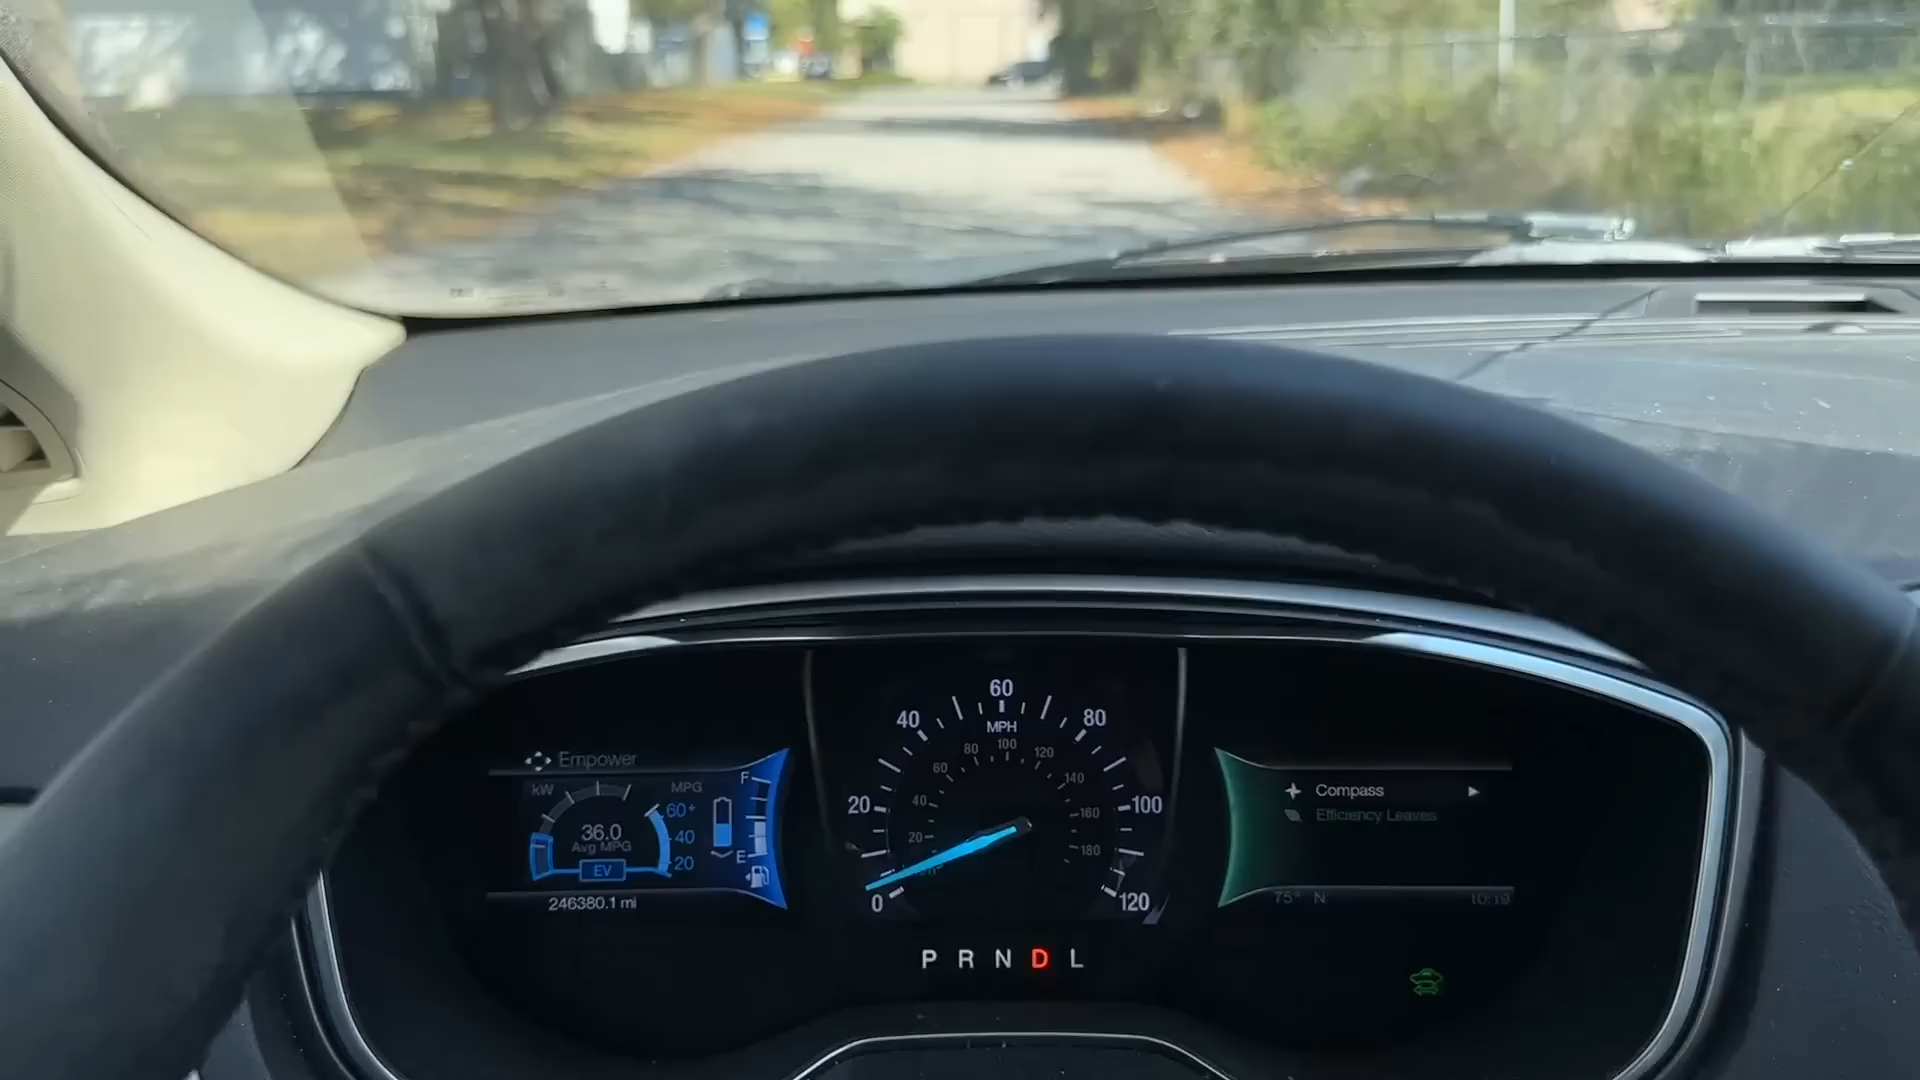 Empower
kW
MPG
60+
40
20
36.0
Avg MPG
EV
F
E
246380.1 mi
0
20
40
60
80
100
120
MPH
20
40
60
80
100
120
140
160
180
P R N D L
Compass
Efficiency Leaves
75° N
10:19